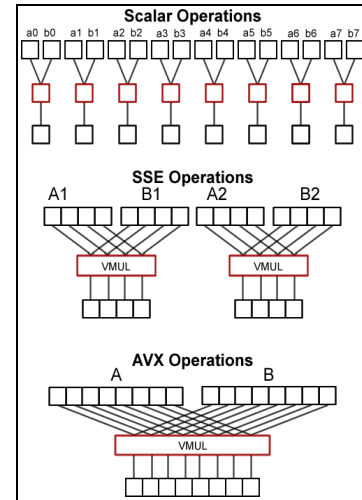 Scalar Operations
a0 b0 a1 b1 a2 b2 a3 b3 a4 b4 a5 b5 a6 b6 a7 b7
SSE Operations
A1 B1 A2 B2
VMUL VMUL
AVX Operations
A B
VMUL